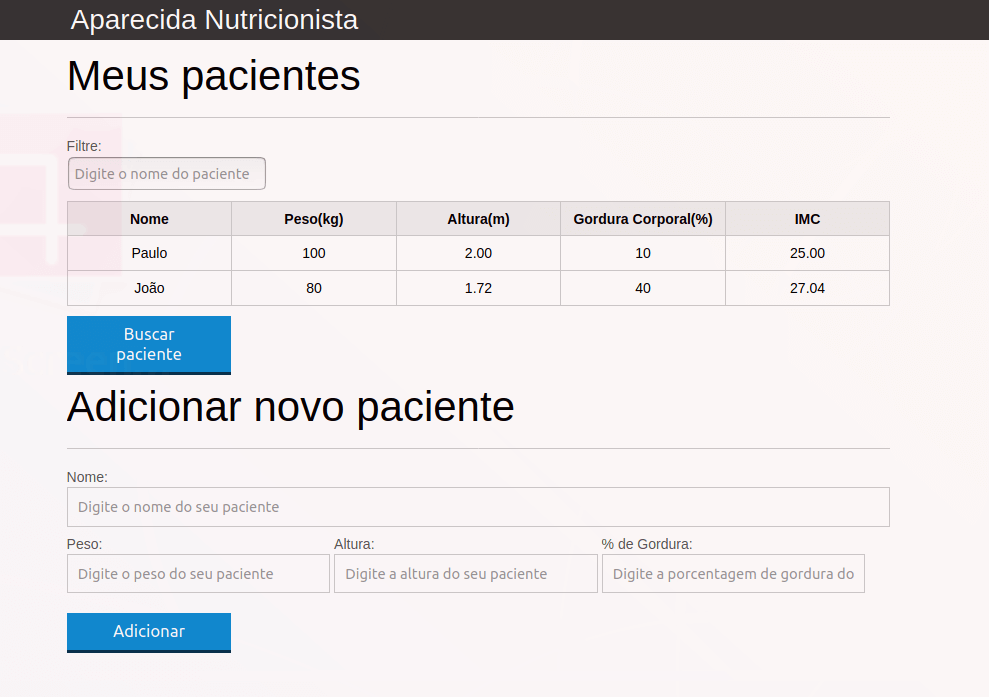 Aparecida Nutricionista
Meus pacientes
Filtre:
Digite o nome do paciente
Nome Peso(kg) Altura(m) Gordura Corporal(%) IMC
Paulo 100 2.00 10 25.00
João 80 1.72 40 27.04
Buscar
paciente
Adicionar novo paciente
Nome:
Digite o nome do seu paciente
Peso: Altura: % de Gordura:
Digite o peso do seu paciente Digite a altura do seu paciente Digite a porcentagem de gordura do
Adicionar